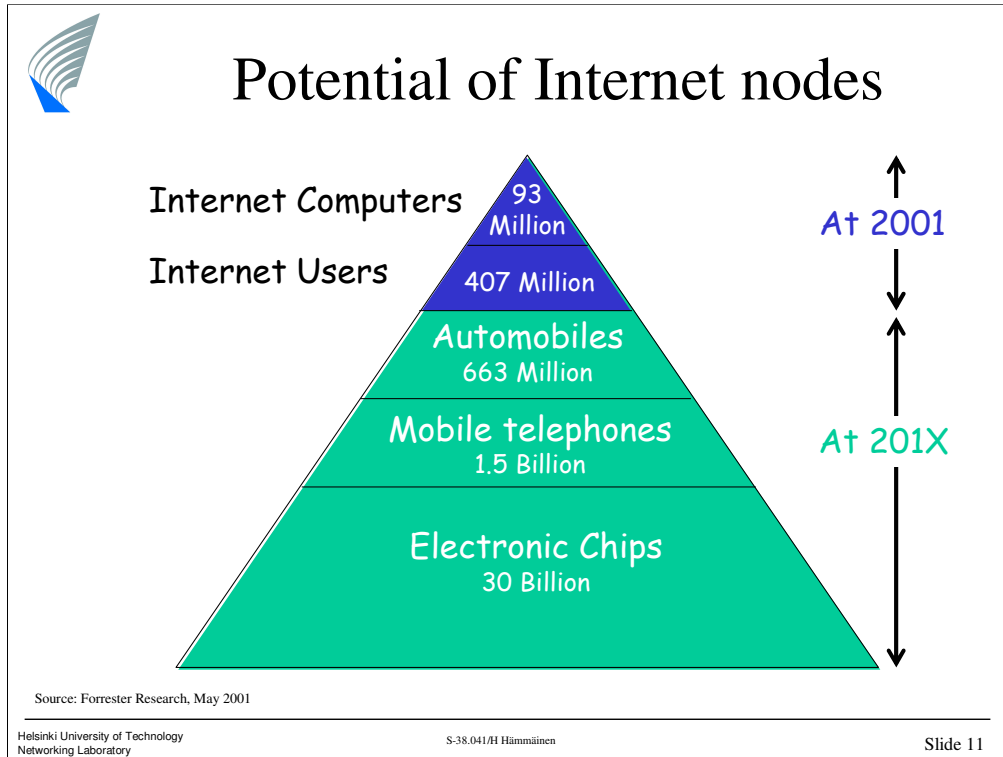 Potential of Internet nodes
Internet Computers
93
Million
At 2001
Internet Users
407 Million
Automobiles
663 Million
Mobile telephones
1.5 Billion
At 201X
Electronic Chips
30 Billion
Source: Forrester Research, May 2001
Helsinki University of Technology
Networking Laboratory
S-38.041/H Hämmäinen
Slide 11